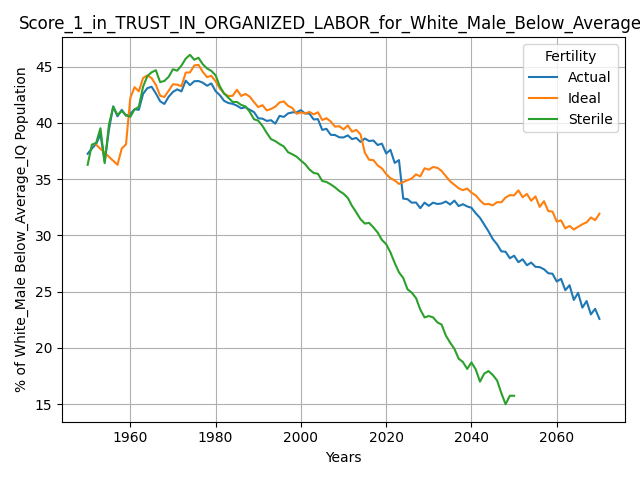 Score_1_in_TRUST_IN_ORGANIZED_LABOR_for_White_Male_Below_Average
Fertility
Actual
Ideal
Sterile
% of White_Male Below_Average_IQ Population
45
40
35
30
25
20
15
1960
1980
2000
2020
2040
2060
Years